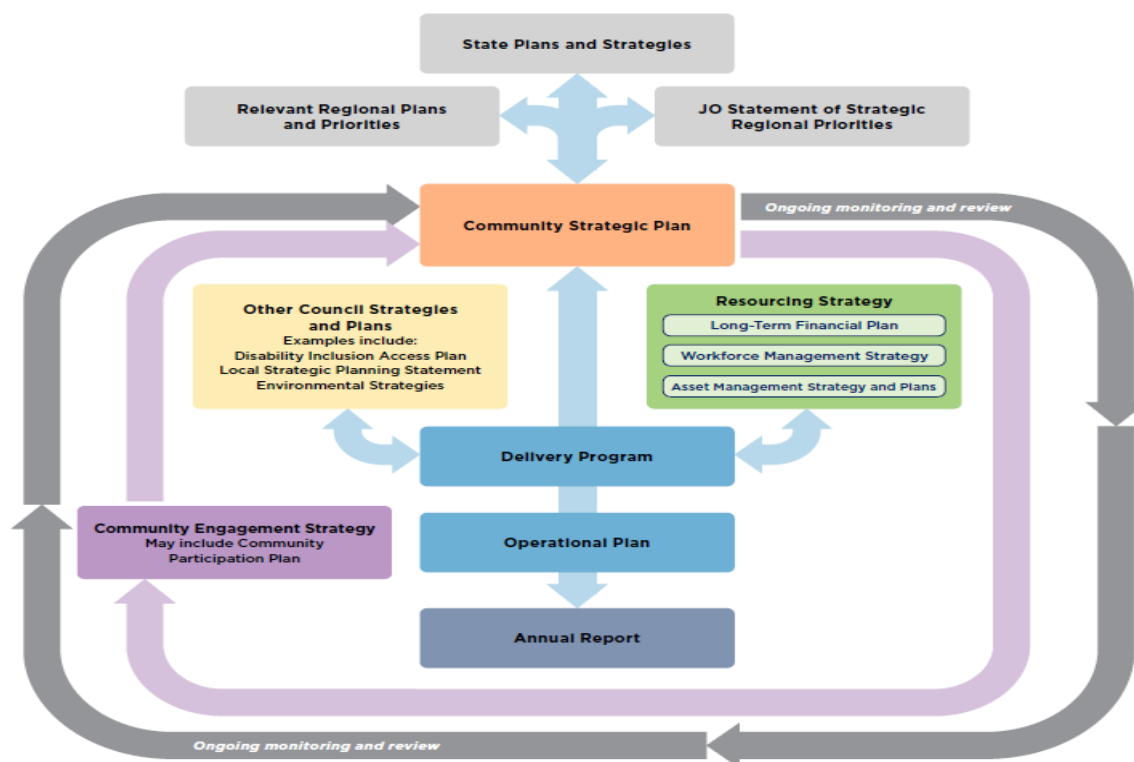 State Plans and Strategies
Relevant Regional Plans
and Priorities
JO Statement of Strategic
Regional Priorities
Community Strategic Plan
Ongoing monitoring and review
Other Council Strategies
and Plans
Examples include:
Disability Inclusion Access Plan
Local Strategic Planning Statement
Environmental Strategies
Resourcing Strategy
Long-Term Financial Plan
Workforce Management Strategy
Asset Management Strategy and Plans
Delivery Program
Community Engagement Strategy
May include Community
Participation Plan
Operational Plan
Annual Report
Ongoing monitoring and review